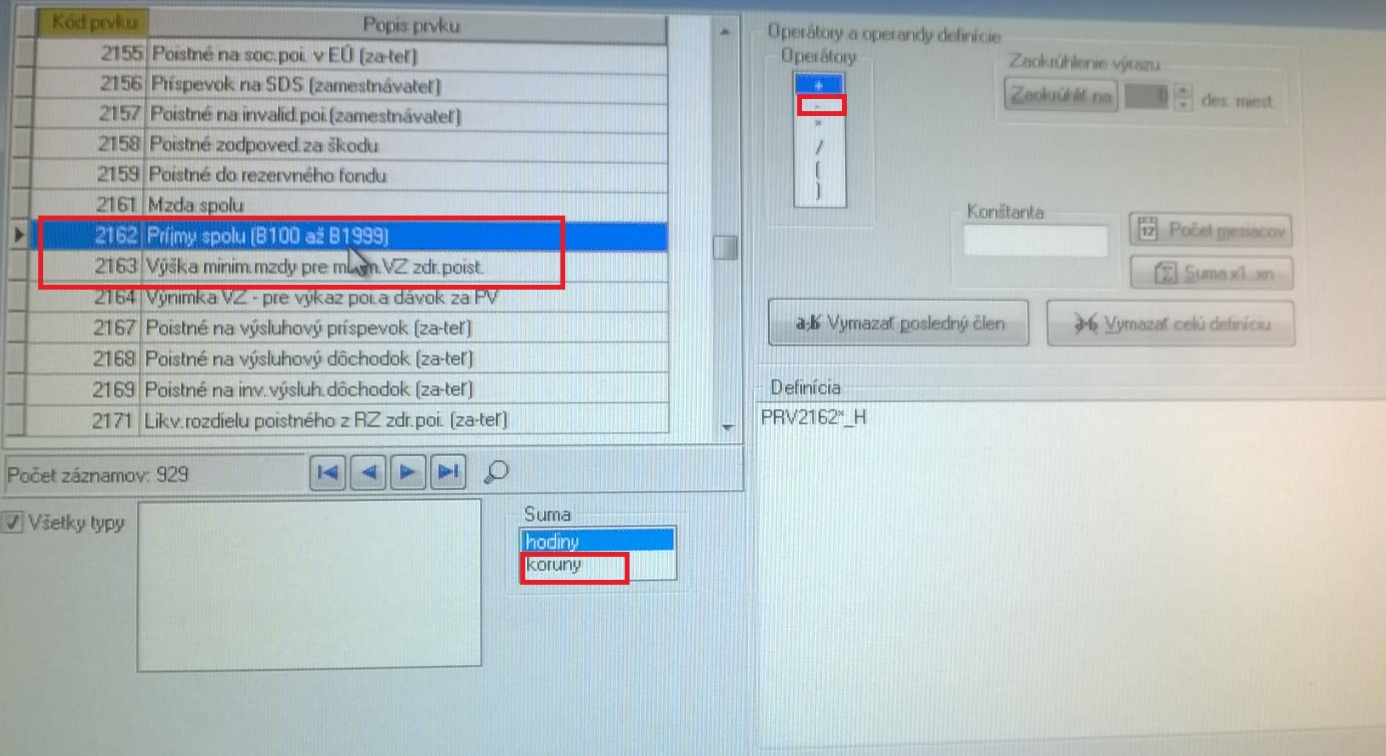 Kód prvku Popis prvku
2155 Poistné na soc.poi. v EÚ (za-teľ)
2156 Príspevok na SDS (zamestnávateľ)
2157 Poistné na invalid.poi.(zamestnávateľ)
2158 Poistné zodpoved.za škodu
2159 Poistné do rezervného fondu
2161 Mzda spolu
2162 Príjmy spolu (B100 až B1999)
2163 Výška minim.mzdy pre VZ zdr.poist.
2164 Výnimka VZ - pre výkaz poi.a dávok za PV
2167 Poistné na výsluhový príspevok (za-teľ)
2168 Poistné na výsluhový dôchodok (za-teľ)
2169 Poistné na inv.výsluh.dôchodok (za-teľ)
2171 Likv.rozdielu poistného z RZ zdr.poi. (za-teľ)
Počet záznamov: 929
Všetky typy
Suma
hodiny
koruny
Operátory a operandy definície
Operátory
+
-
*
/
(
)
Zaokrúhlenie výrazu
Zaokrúhliť na 0 des. miest
Konštanta
12 Počet mesiacov
Σ Suma x1..xn
a;b Vymazať posledný člen
Vymazať celú definíciu
Definícia
PRV2162*_H